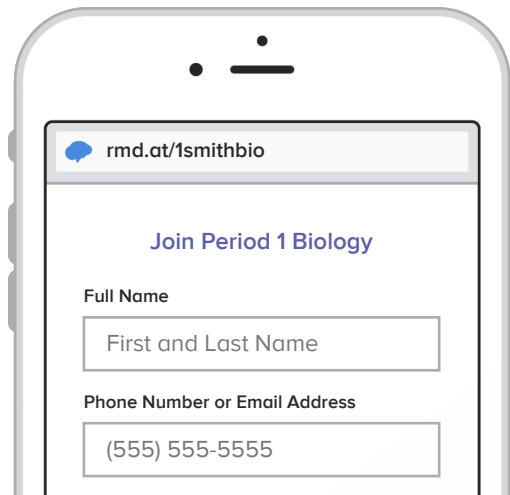 rmd.at/1smithbio
Join Period 1 Biology
Full Name
First and Last Name
Phone Number or Email Address
(555) 555-5555